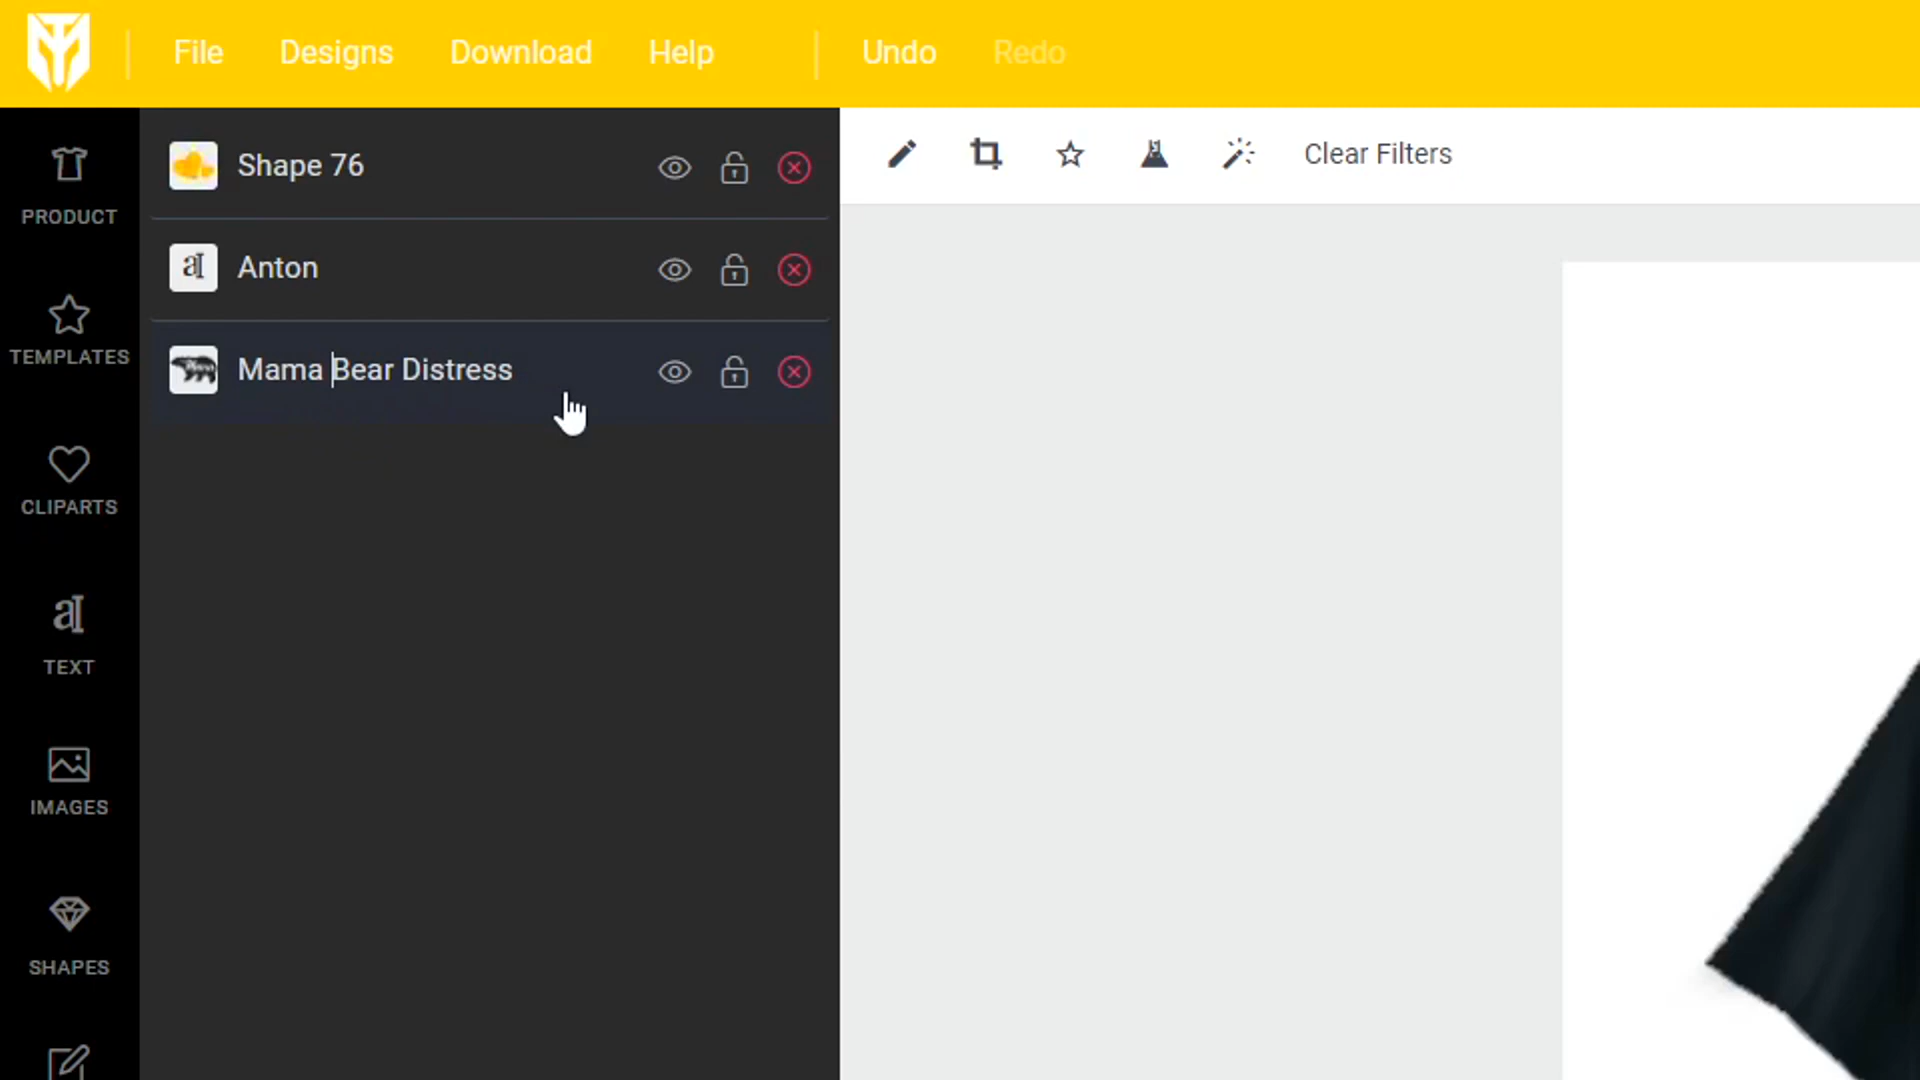 File Designs Download Help Undo Redo
PRODUCT
TEMPLATES
CLIPARTS
TEXT
IMAGES
SHAPES
Shape 76
Anton
Mama Bear Distress
Clear Filters